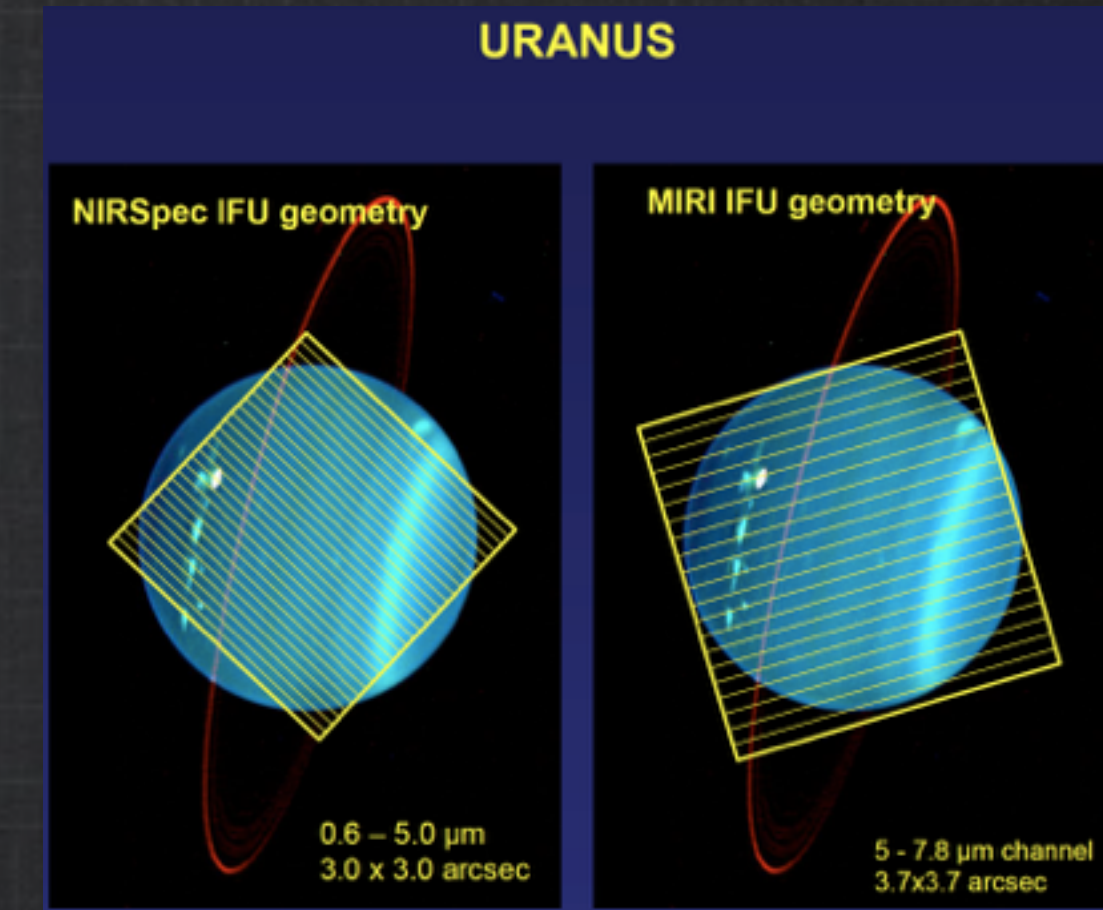 URANUS
NIRSpec IFU geometry
0.6 – 5.0 µm
3.0 x 3.0 arcsec
MIRI IFU geometry
5 - 7.8 µm channel
3.7x3.7 arcsec